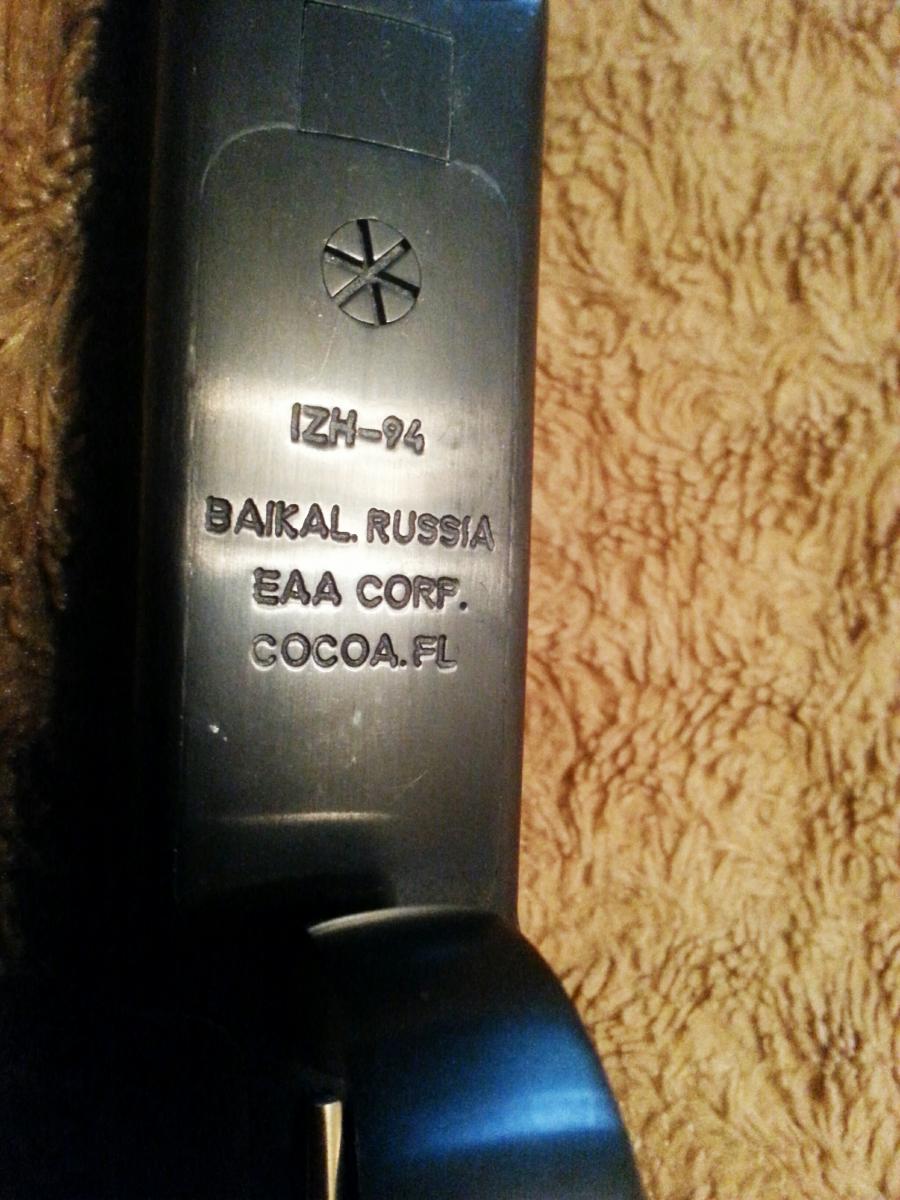 IZH-94
BAIKAL. RUSSIA
EAA CORP.
COCOA. FL